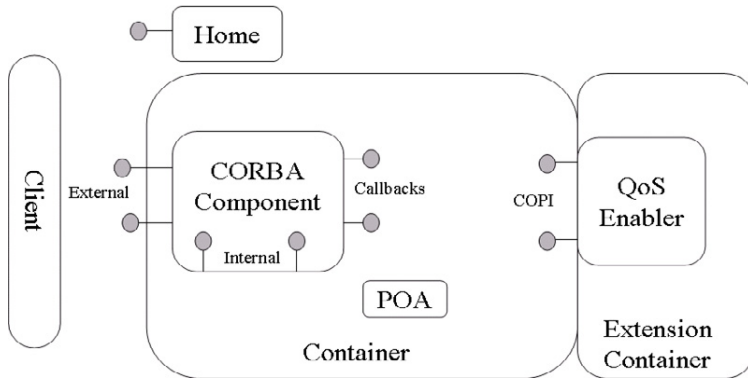 Home
Client
External
CORBA
Component
Callbacks
Internal
COPI
QoS
Enabler
POA
Container
Extension
Container